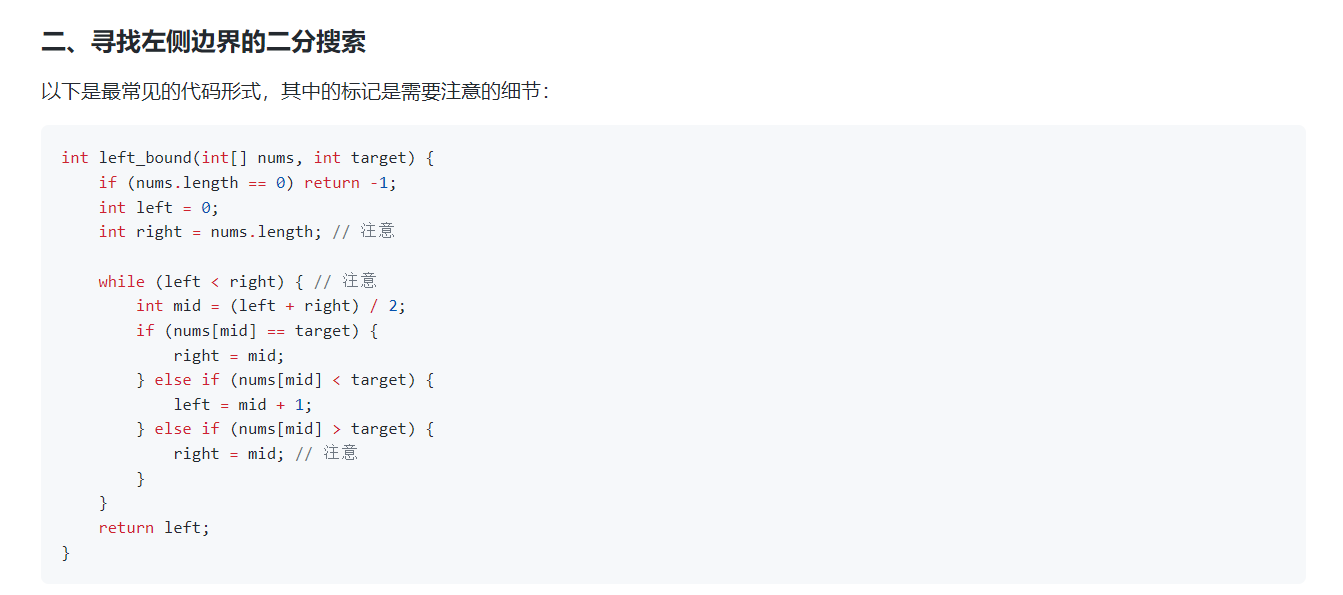 二、寻找左侧边界的二分搜索
以下是最常见的代码形式，其中的标记是需要注意的细节：
int left_bound(int[] nums, int target) {
    if (nums.length == 0) return -1;
    int left = 0;
    int right = nums.length; // 注意

    while (left < right) { // 注意
        int mid = (left + right) / 2;
        if (nums[mid] == target) {
            right = mid;
        } else if (nums[mid] < target) {
            left = mid + 1;
        } else if (nums[mid] > target) {
            right = mid; // 注意
        }
    }
    return left;
}